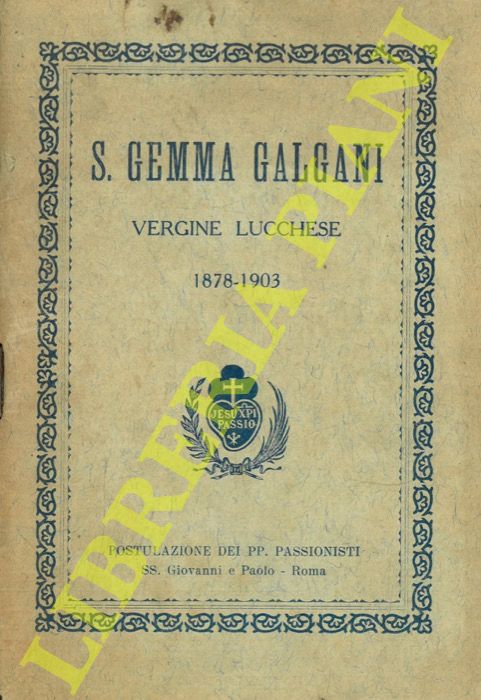 S. GEMMA GALGANI
VERGINE LUCCHESE
1878-1903
JESU XPI
PASSIO
POSTULAZIONE DEI PP. PASSIONISTI
SS. Giovanni e Paolo - Roma
LIBRERIA PIANI